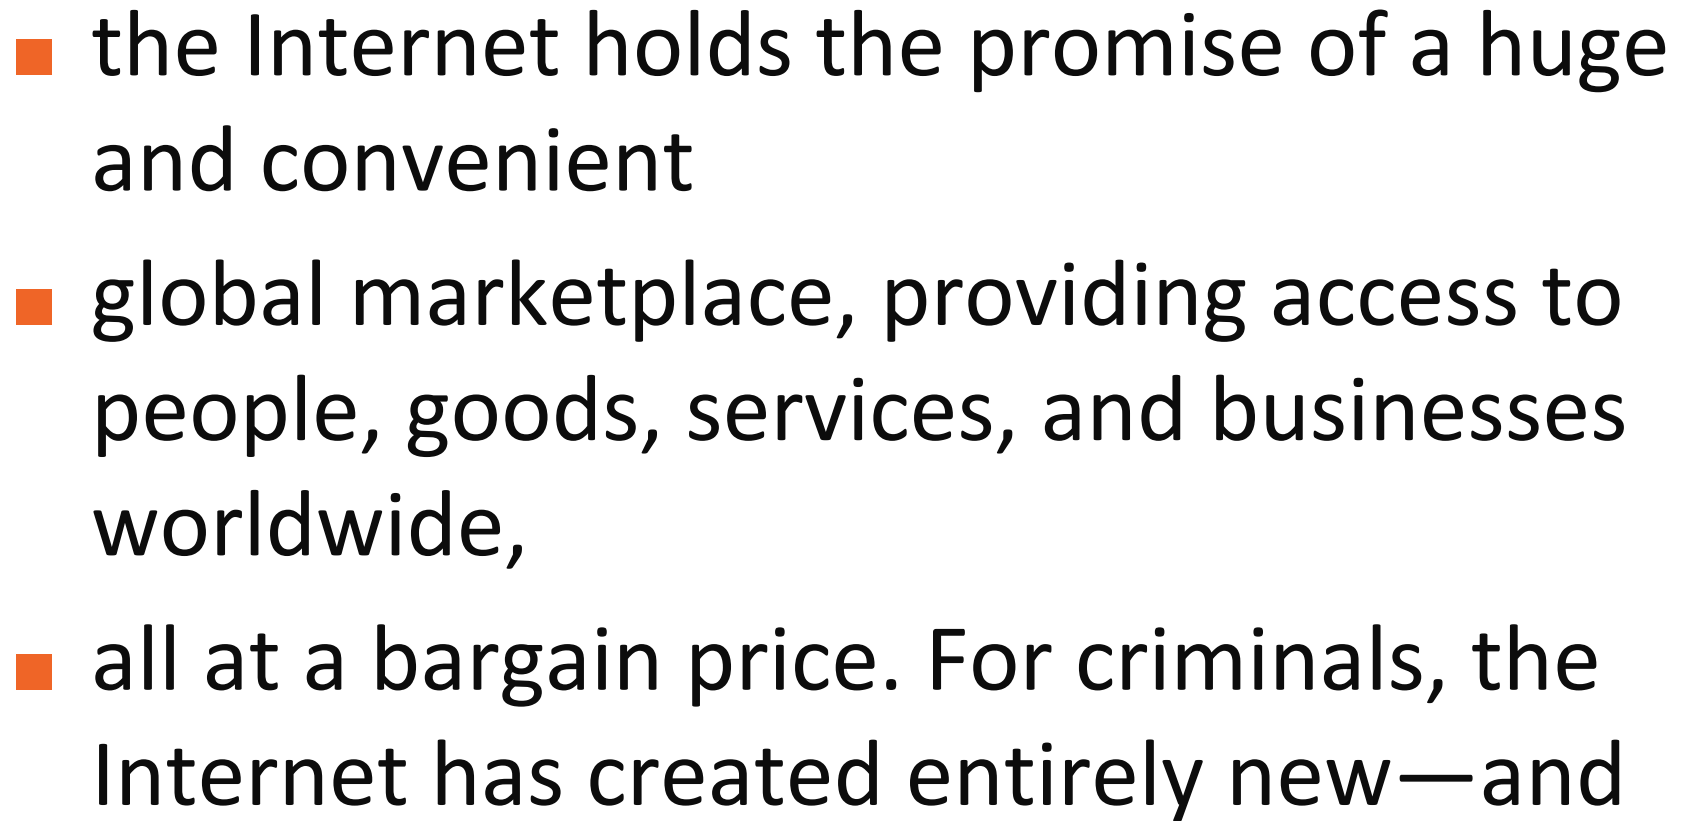 the Internet holds the promise of a huge
and convenient
global marketplace, providing access to
people, goods, services, and businesses
worldwide,
all at a bargain price. For criminals, the
Internet has created entirely new—and